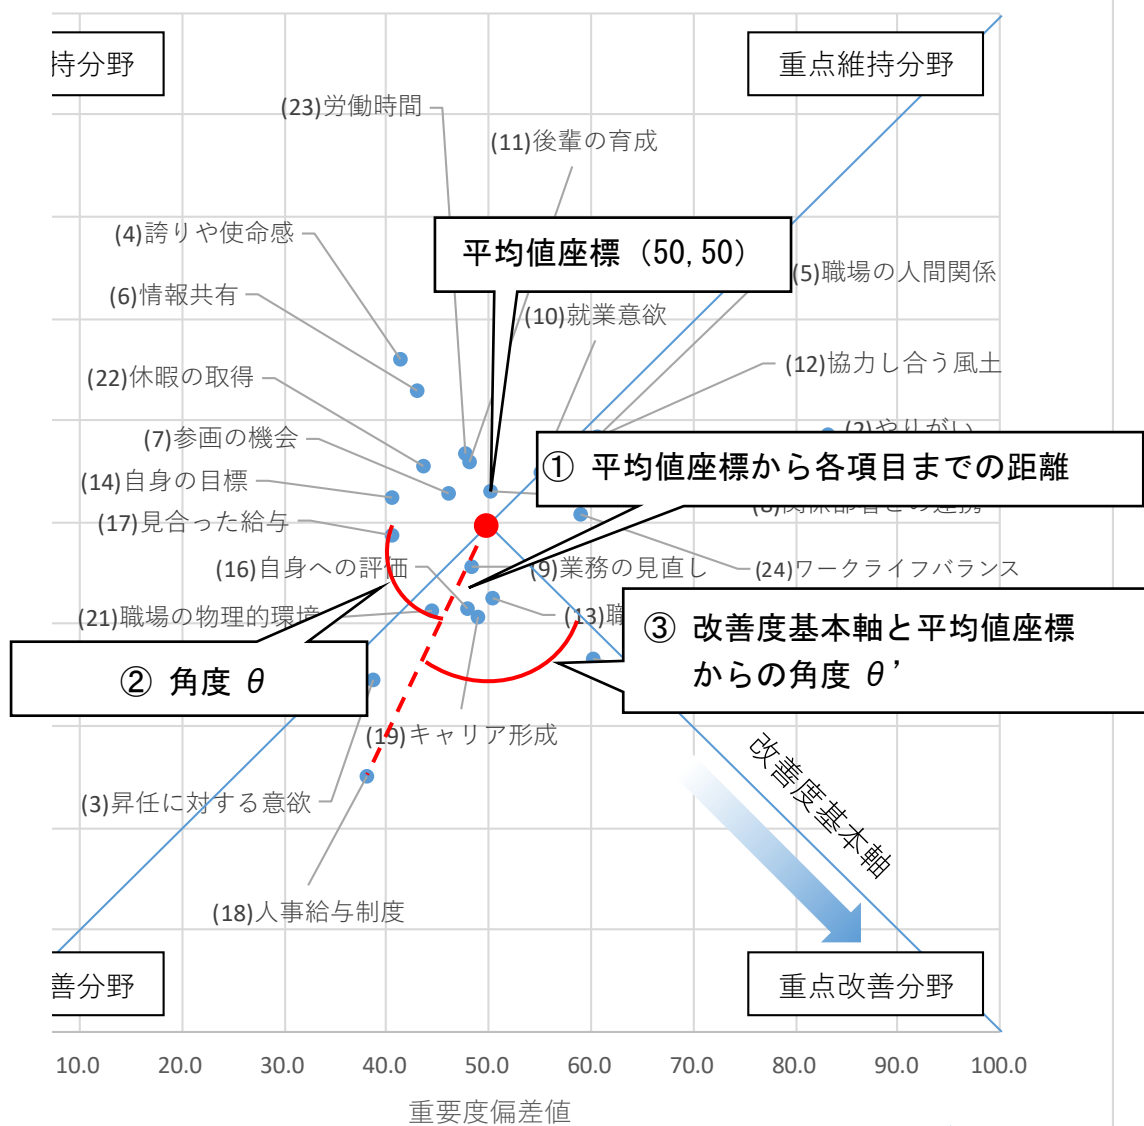 持分野
重点維持分野
(23)労働時間
(11)後輩の育成
(4)誇りや使命感
平均値座標（50,50）
(5)職場の人間関係
(6)情報共有
(10)就業意欲
(22)休暇の取得
(12)協力し合う風土
(7)参画の機会
(2)やりがい
① 平均値座標から各項目までの距離
(14)自身の目標
(17)見合った給与
(16)自身への評価
(9)業務の見直し
(24)ワークライフバランス
(21)職場の物理的環境
(13)職
③ 改善度基本軸と平均値座標
からの角度 θ’
② 角度 θ
(19)キャリア形成
改善度基本軸
(3)昇任に対する意欲
(18)人事給与制度
善分野
重点改善分野
10.0 20.0 30.0 40.0 50.0 60.0 70.0 80.0 90.0 100.0
重要度偏差値